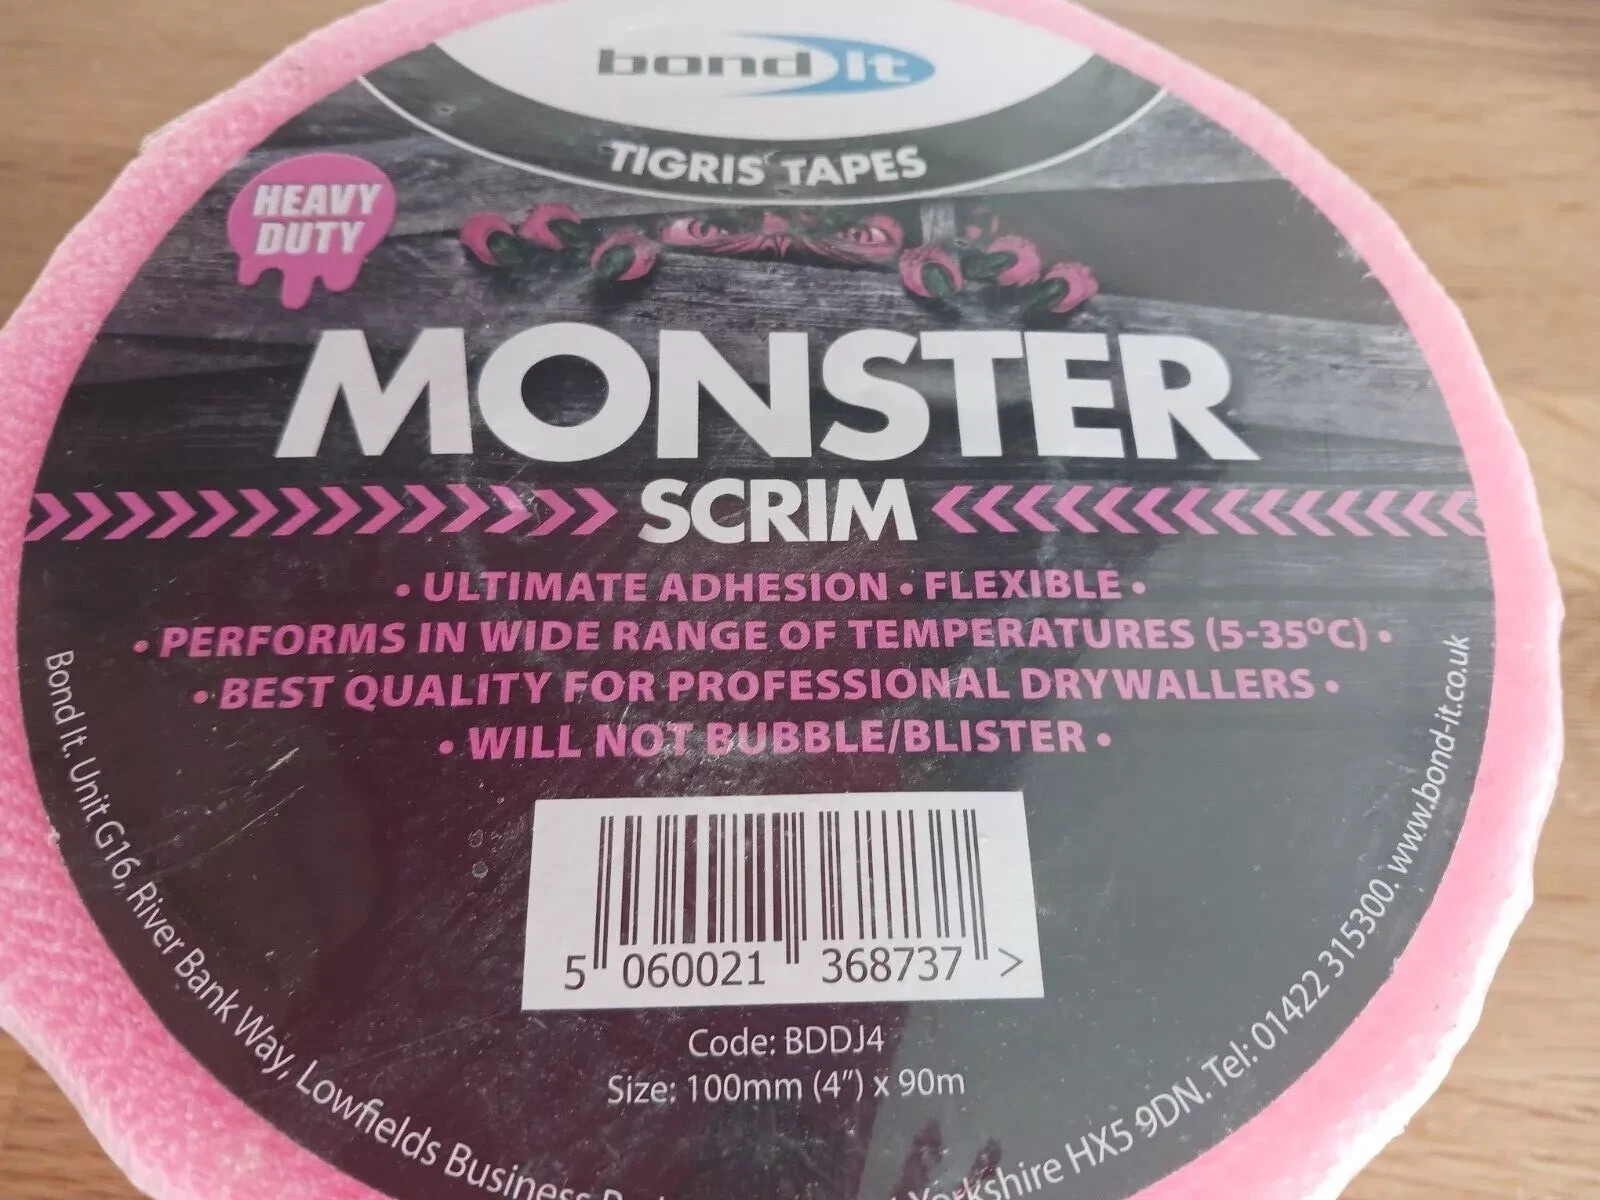 bond It
TIGRIS TAPES
HEAVY
DUTY
MONSTER
SCRIM
• ULTIMATE ADHESION • FLEXIBLE •
• PERFORMS IN WIDE RANGE OF TEMPERATURES (5-35ºC) •
• BEST QUALITY FOR PROFESSIONAL DRYWALLERS •
• WILL NOT BUBBLE/BLISTER •
5 060021 368737 >
Code: BDDJ4
Size: 100mm (4”) x 90m
Bond It. Unit G16, River Bank Way, Lowfields Business Yorkshire HX5 9DN. Tel: 01422 315300. www.bond-it.co.uk